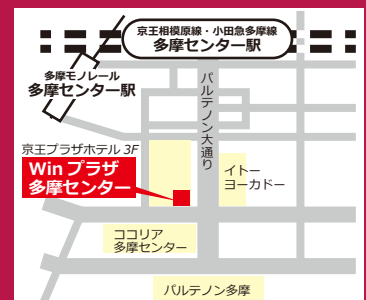 京王相模原線・小田急多摩線
多摩センター駅
多摩モノレール
多摩センター駅
パルテノン大通り
京王プラザホテル 3F
Win プラザ
多摩センター
イトー
ヨーカドー
ココリア
多摩センター
パルテノン多摩